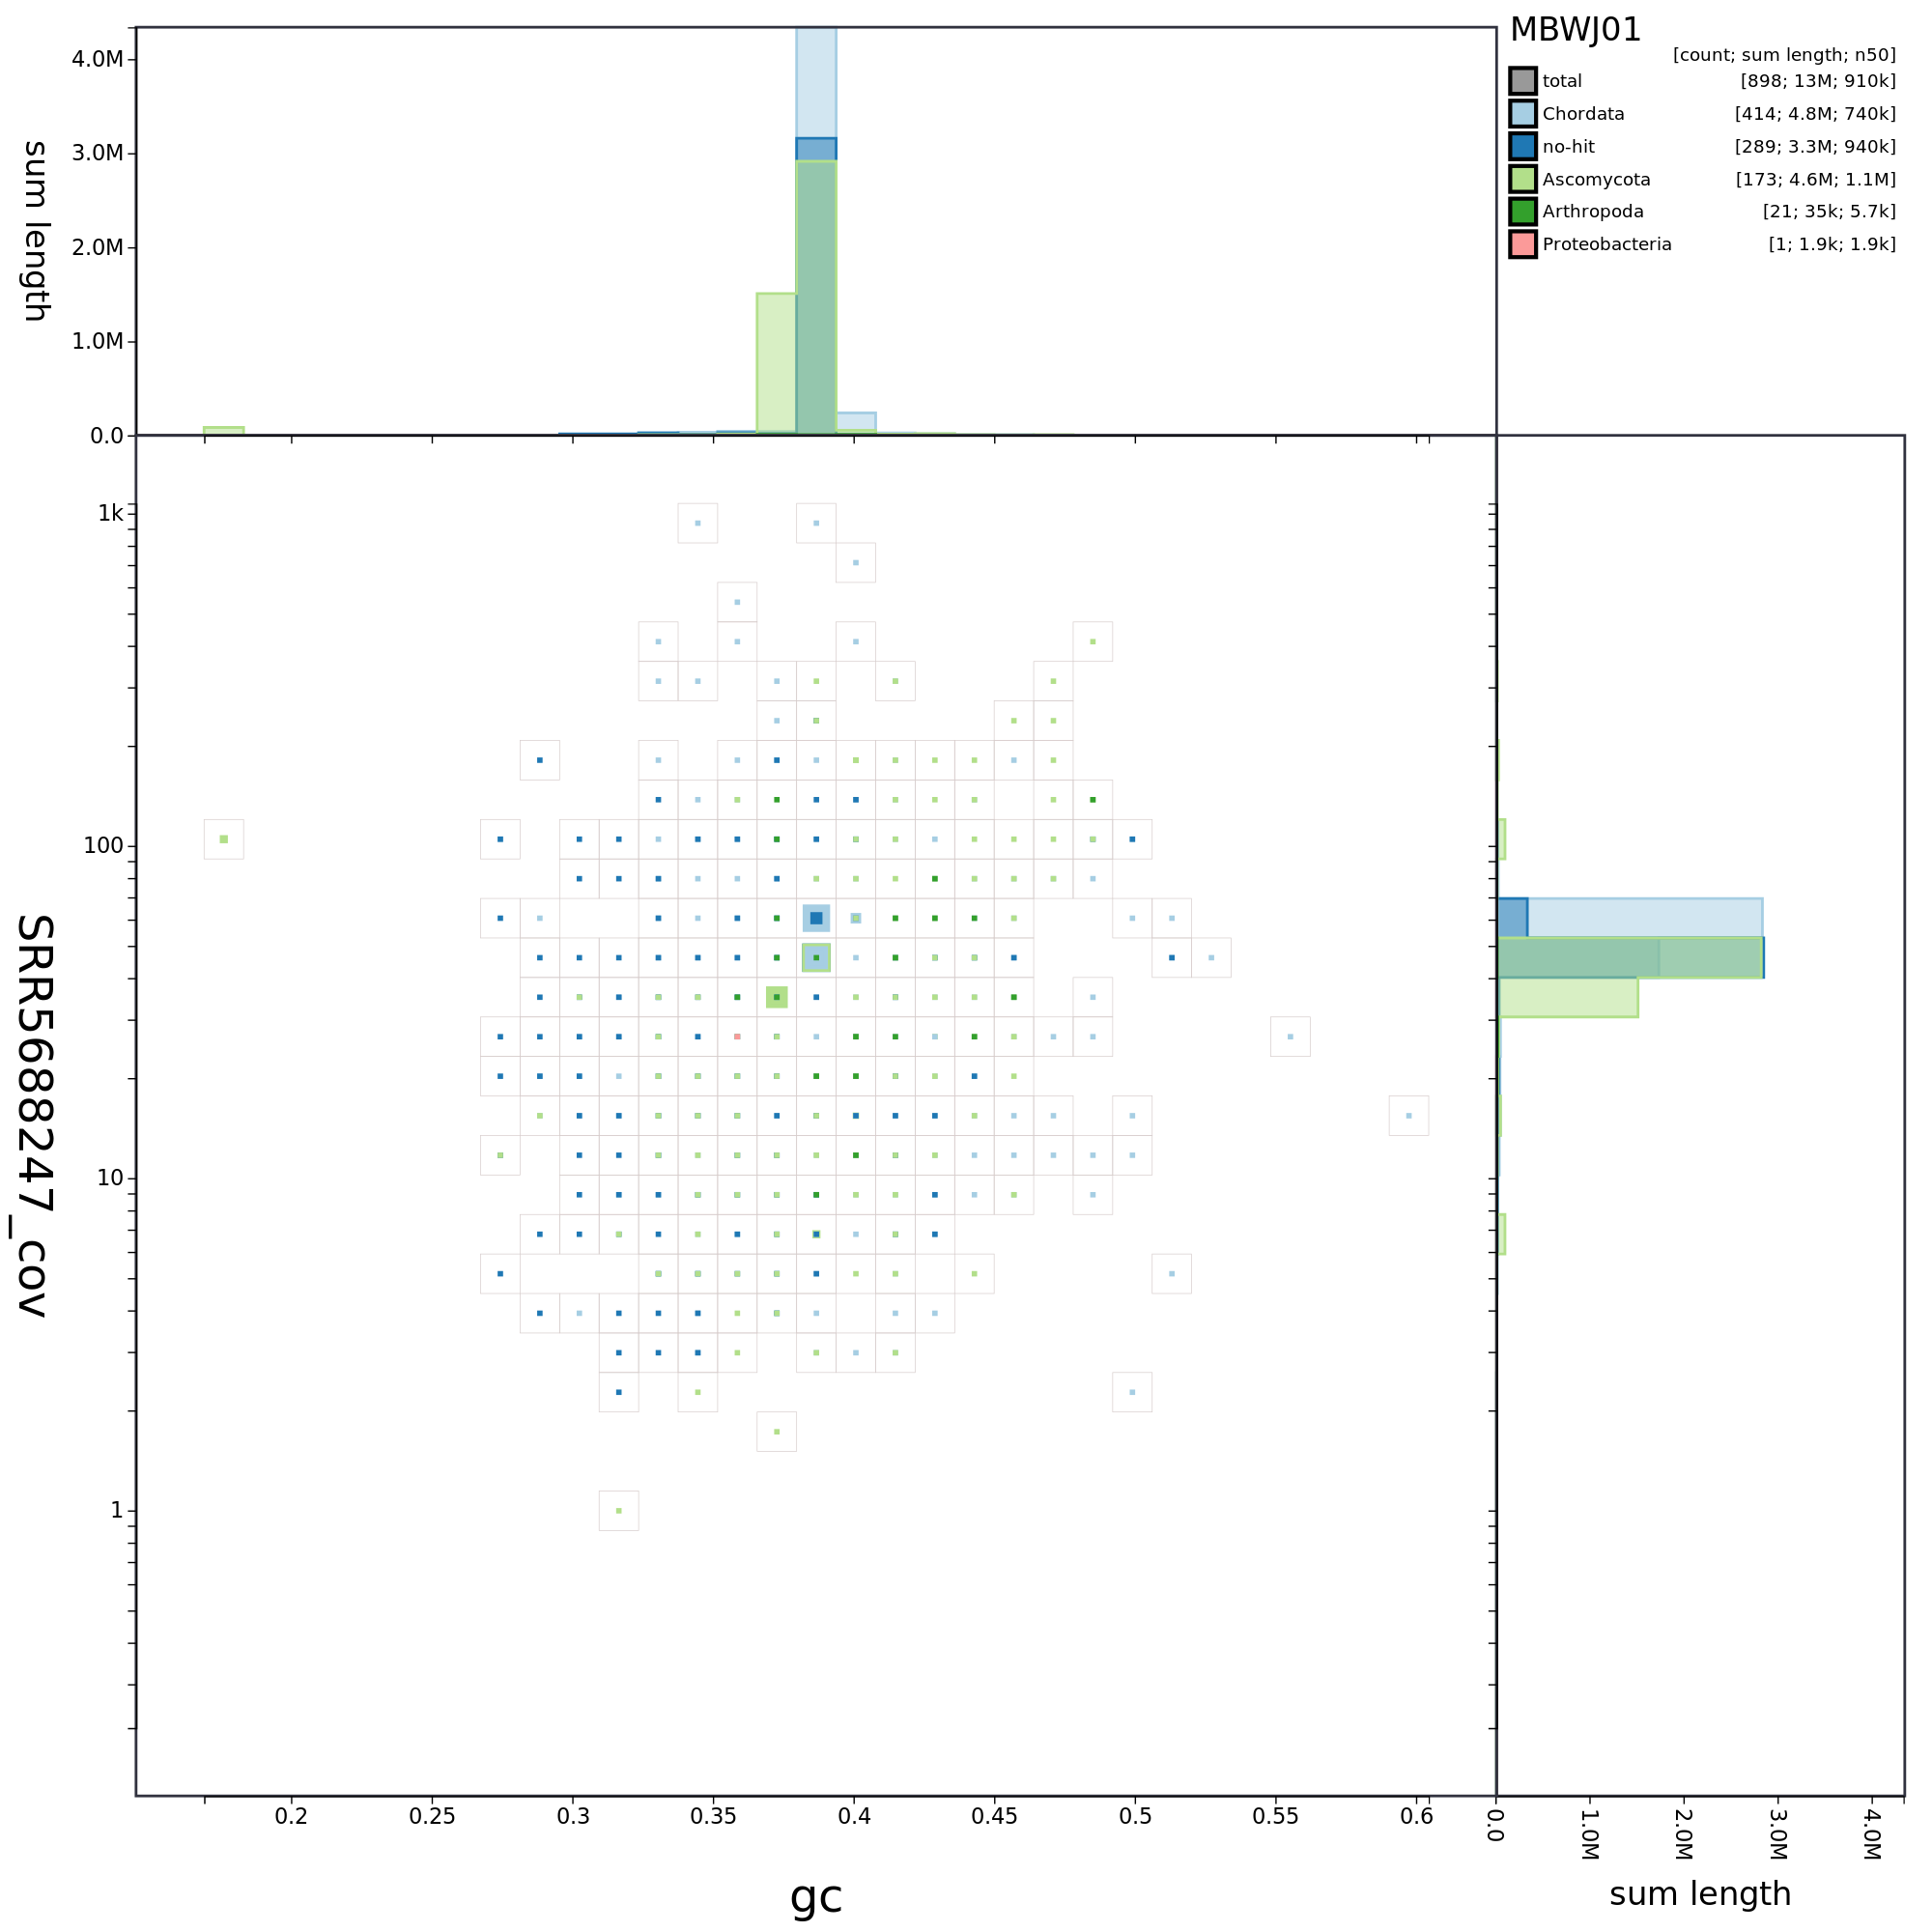 MBWJ01
[count; sum length; n50]
total [898; 13M; 910k]
Chordata [414; 4.8M; 740k]
no-hit [289; 3.3M; 940k]
Ascomycota [173; 4.6M; 1.1M]
Arthropoda [21; 35k; 5.7k]
Proteobacteria [1; 1.9k; 1.9k]
sum length
4.0M
3.0M
2.0M
1.0M
0.0
SRR5688247_cov
1k
100
10
1
0.2 0.25 0.3 0.35 0.4 0.45 0.5 0.55 0.6
gc
0.0 1.0M 2.0M 3.0M 4.0M
sum length